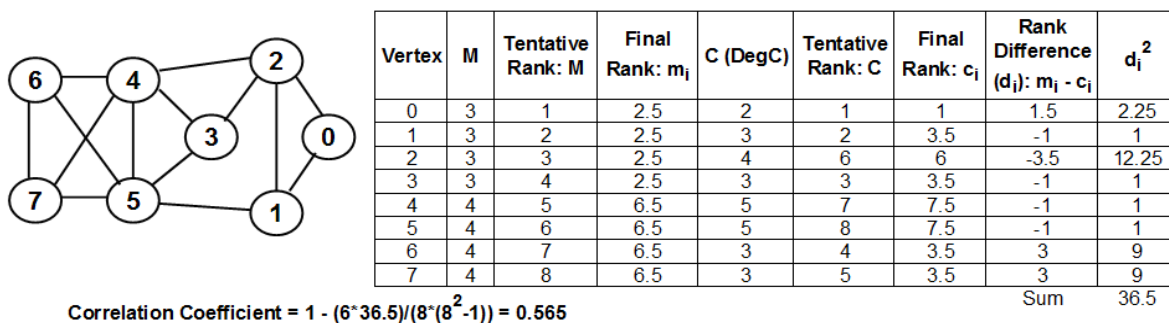 6 4 2
3 0
7 5 1
Vertex M Tentative Rank: M Final Rank: mi C (DegC) Tentative Rank: C Final Rank: ci Rank Difference (di): mi - ci di^2
0 3 1 2.5 2 1 1 1.5 2.25
1 3 2 2.5 3 2 3.5 -1 1
2 3 3 2.5 4 6 6 -3.5 12.25
3 3 4 2.5 3 3 3.5 -1 1
4 4 5 6.5 5 7 7.5 -1 1
5 4 6 6.5 5 8 7.5 -1 1
6 4 7 6.5 3 4 3.5 3 9
7 4 8 6.5 3 5 3.5 3 9
Sum 36.5
Correlation Coefficient = 1 - (6*36.5)/(8*(8^2-1)) = 0.565